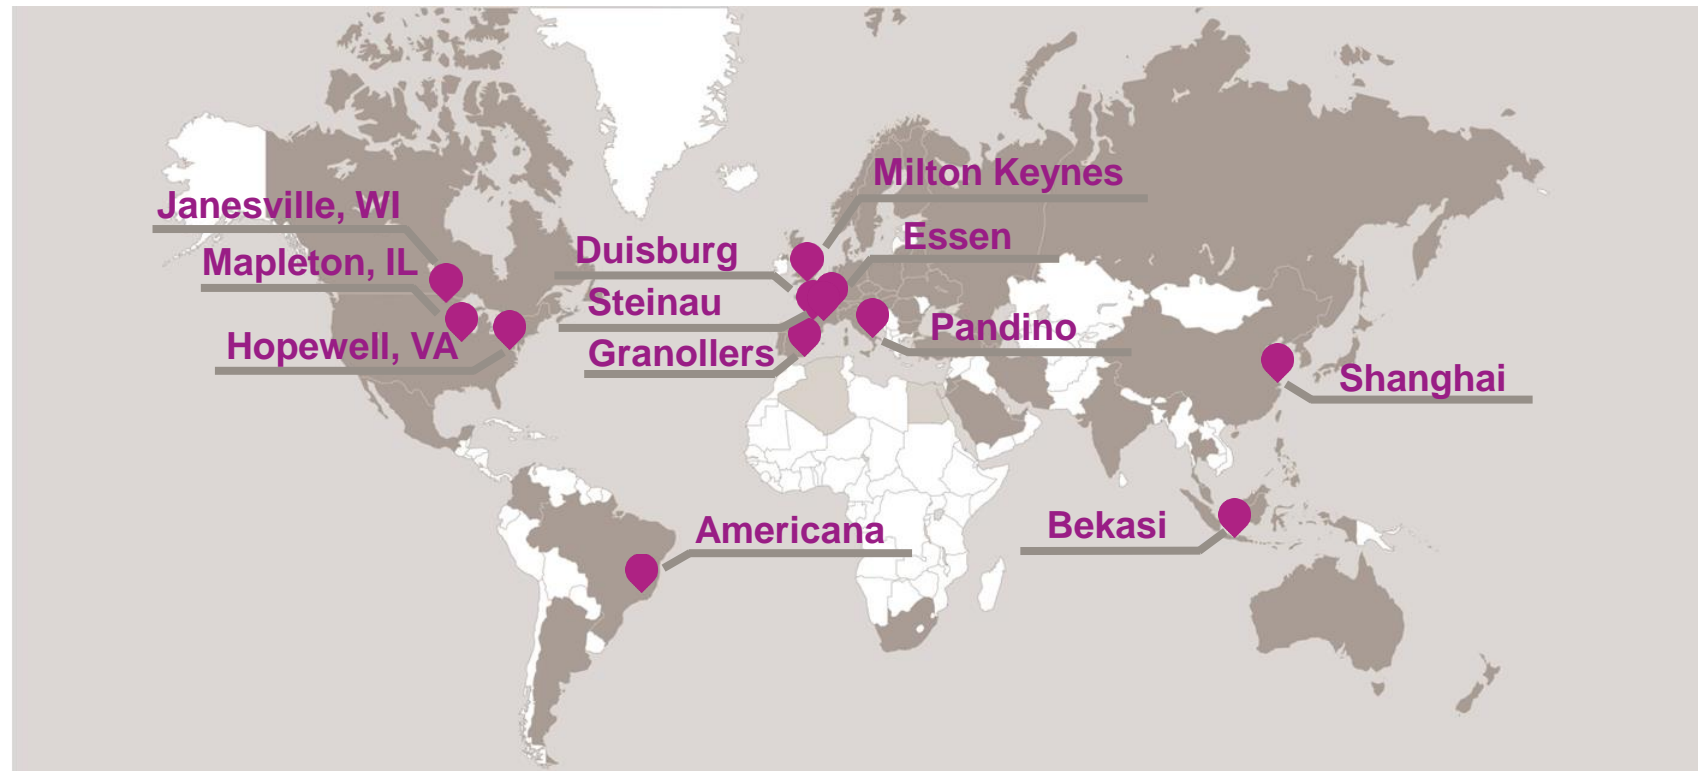 Milton Keynes
Janesville, WI
Essen
Duisburg
Mapleton, IL
Steinau
Pandino
Hopewell, VA
Granollers
Shanghai
Americana
Bekasi